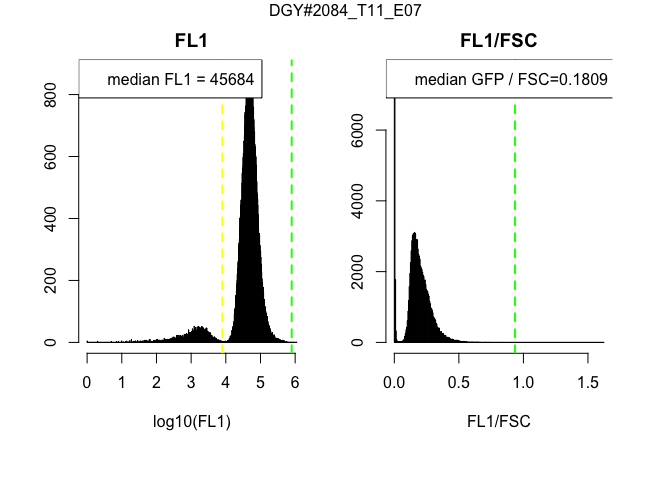 DGY#2084_T11_E07
FL1
median FL1 = 45684
0 200 400 600 800
0 1 2 3 4 5 6
log10(FL1)
FL1/FSC
median GFP / FSC=0.1809
0 2000 4000 6000
0.0 0.5 1.0 1.5
FL1/FSC